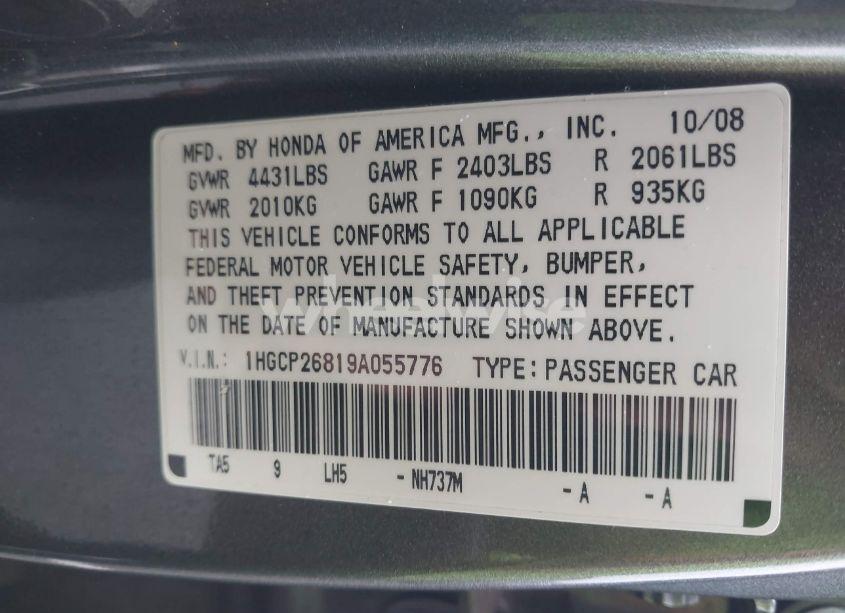 MFD. BY HONDA OF AMERICA MFG., INC. 10/08
GVWR 4431LBS GAWR F 2403LBS R 2061LBS
GVWR 2010KG GAWR F 1090KG R 935KG
THIS VEHICLE CONFORMS TO ALL APPLICABLE
FEDERAL MOTOR VEHICLE SAFETY, BUMPER,
AND THEFT PREVENTION STANDARDS IN EFFECT
ON THE DATE OF MANUFACTURE SHOWN ABOVE.
V.I.N.: 1HGCP26819A055776 TYPE: PASSENGER CAR
TA5 9 LH5 - NH737M - A - A
wheelwise